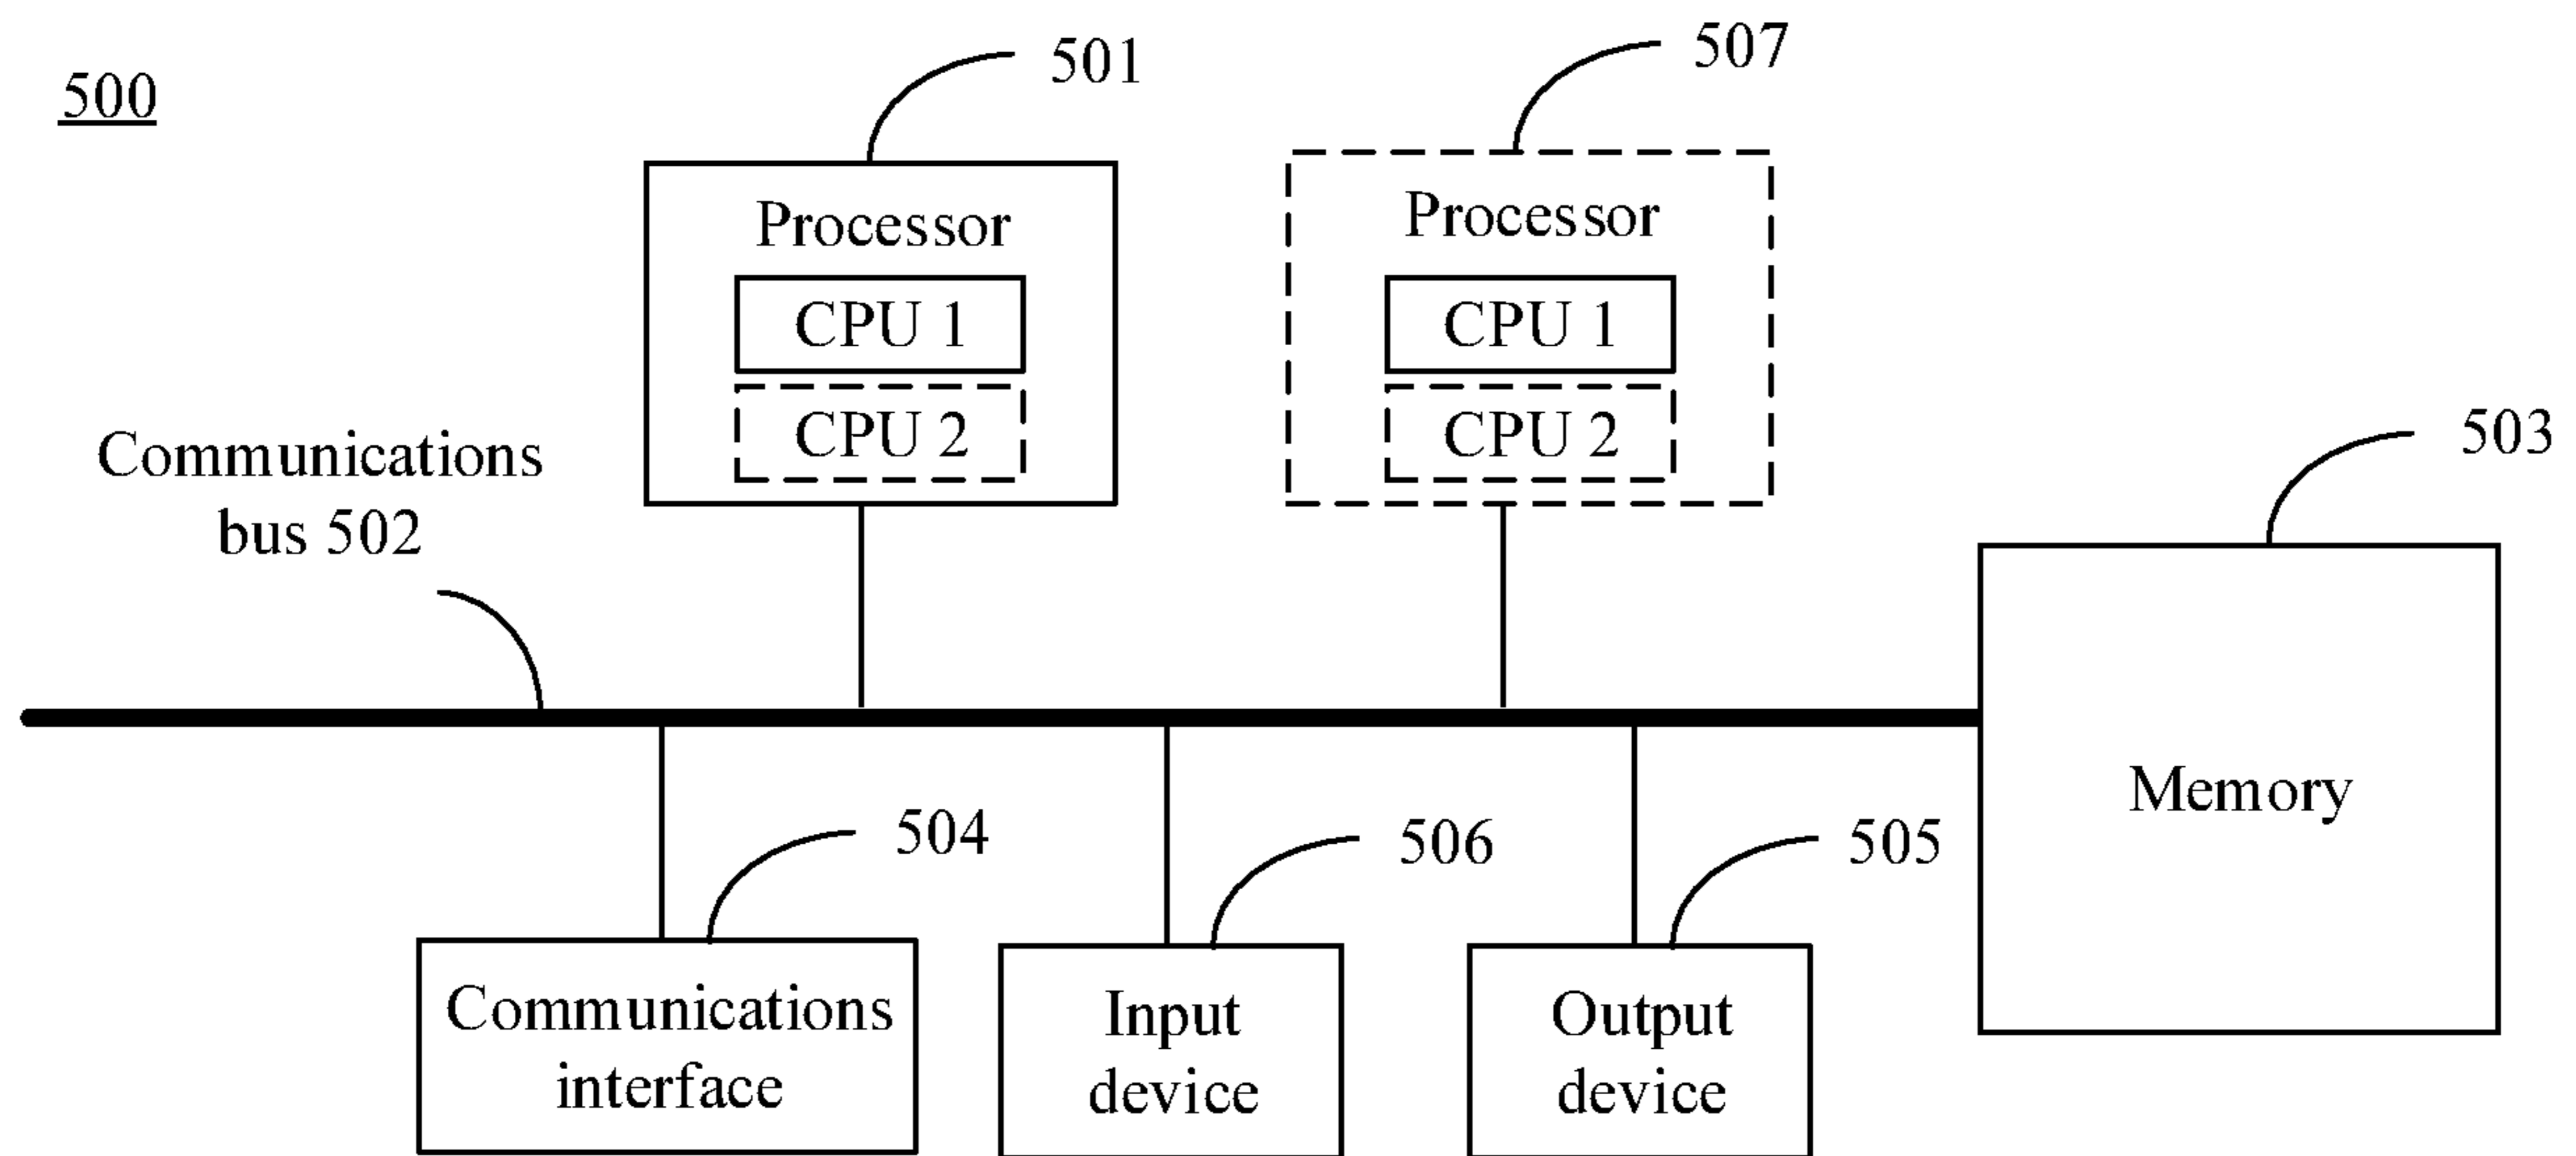 500
501
507
Processor
CPU 1
CPU 2
Processor
CPU 1
CPU 2
Communications
bus 502
503
Memory
504
506
505
Communications
interface
Input
device
Output
device